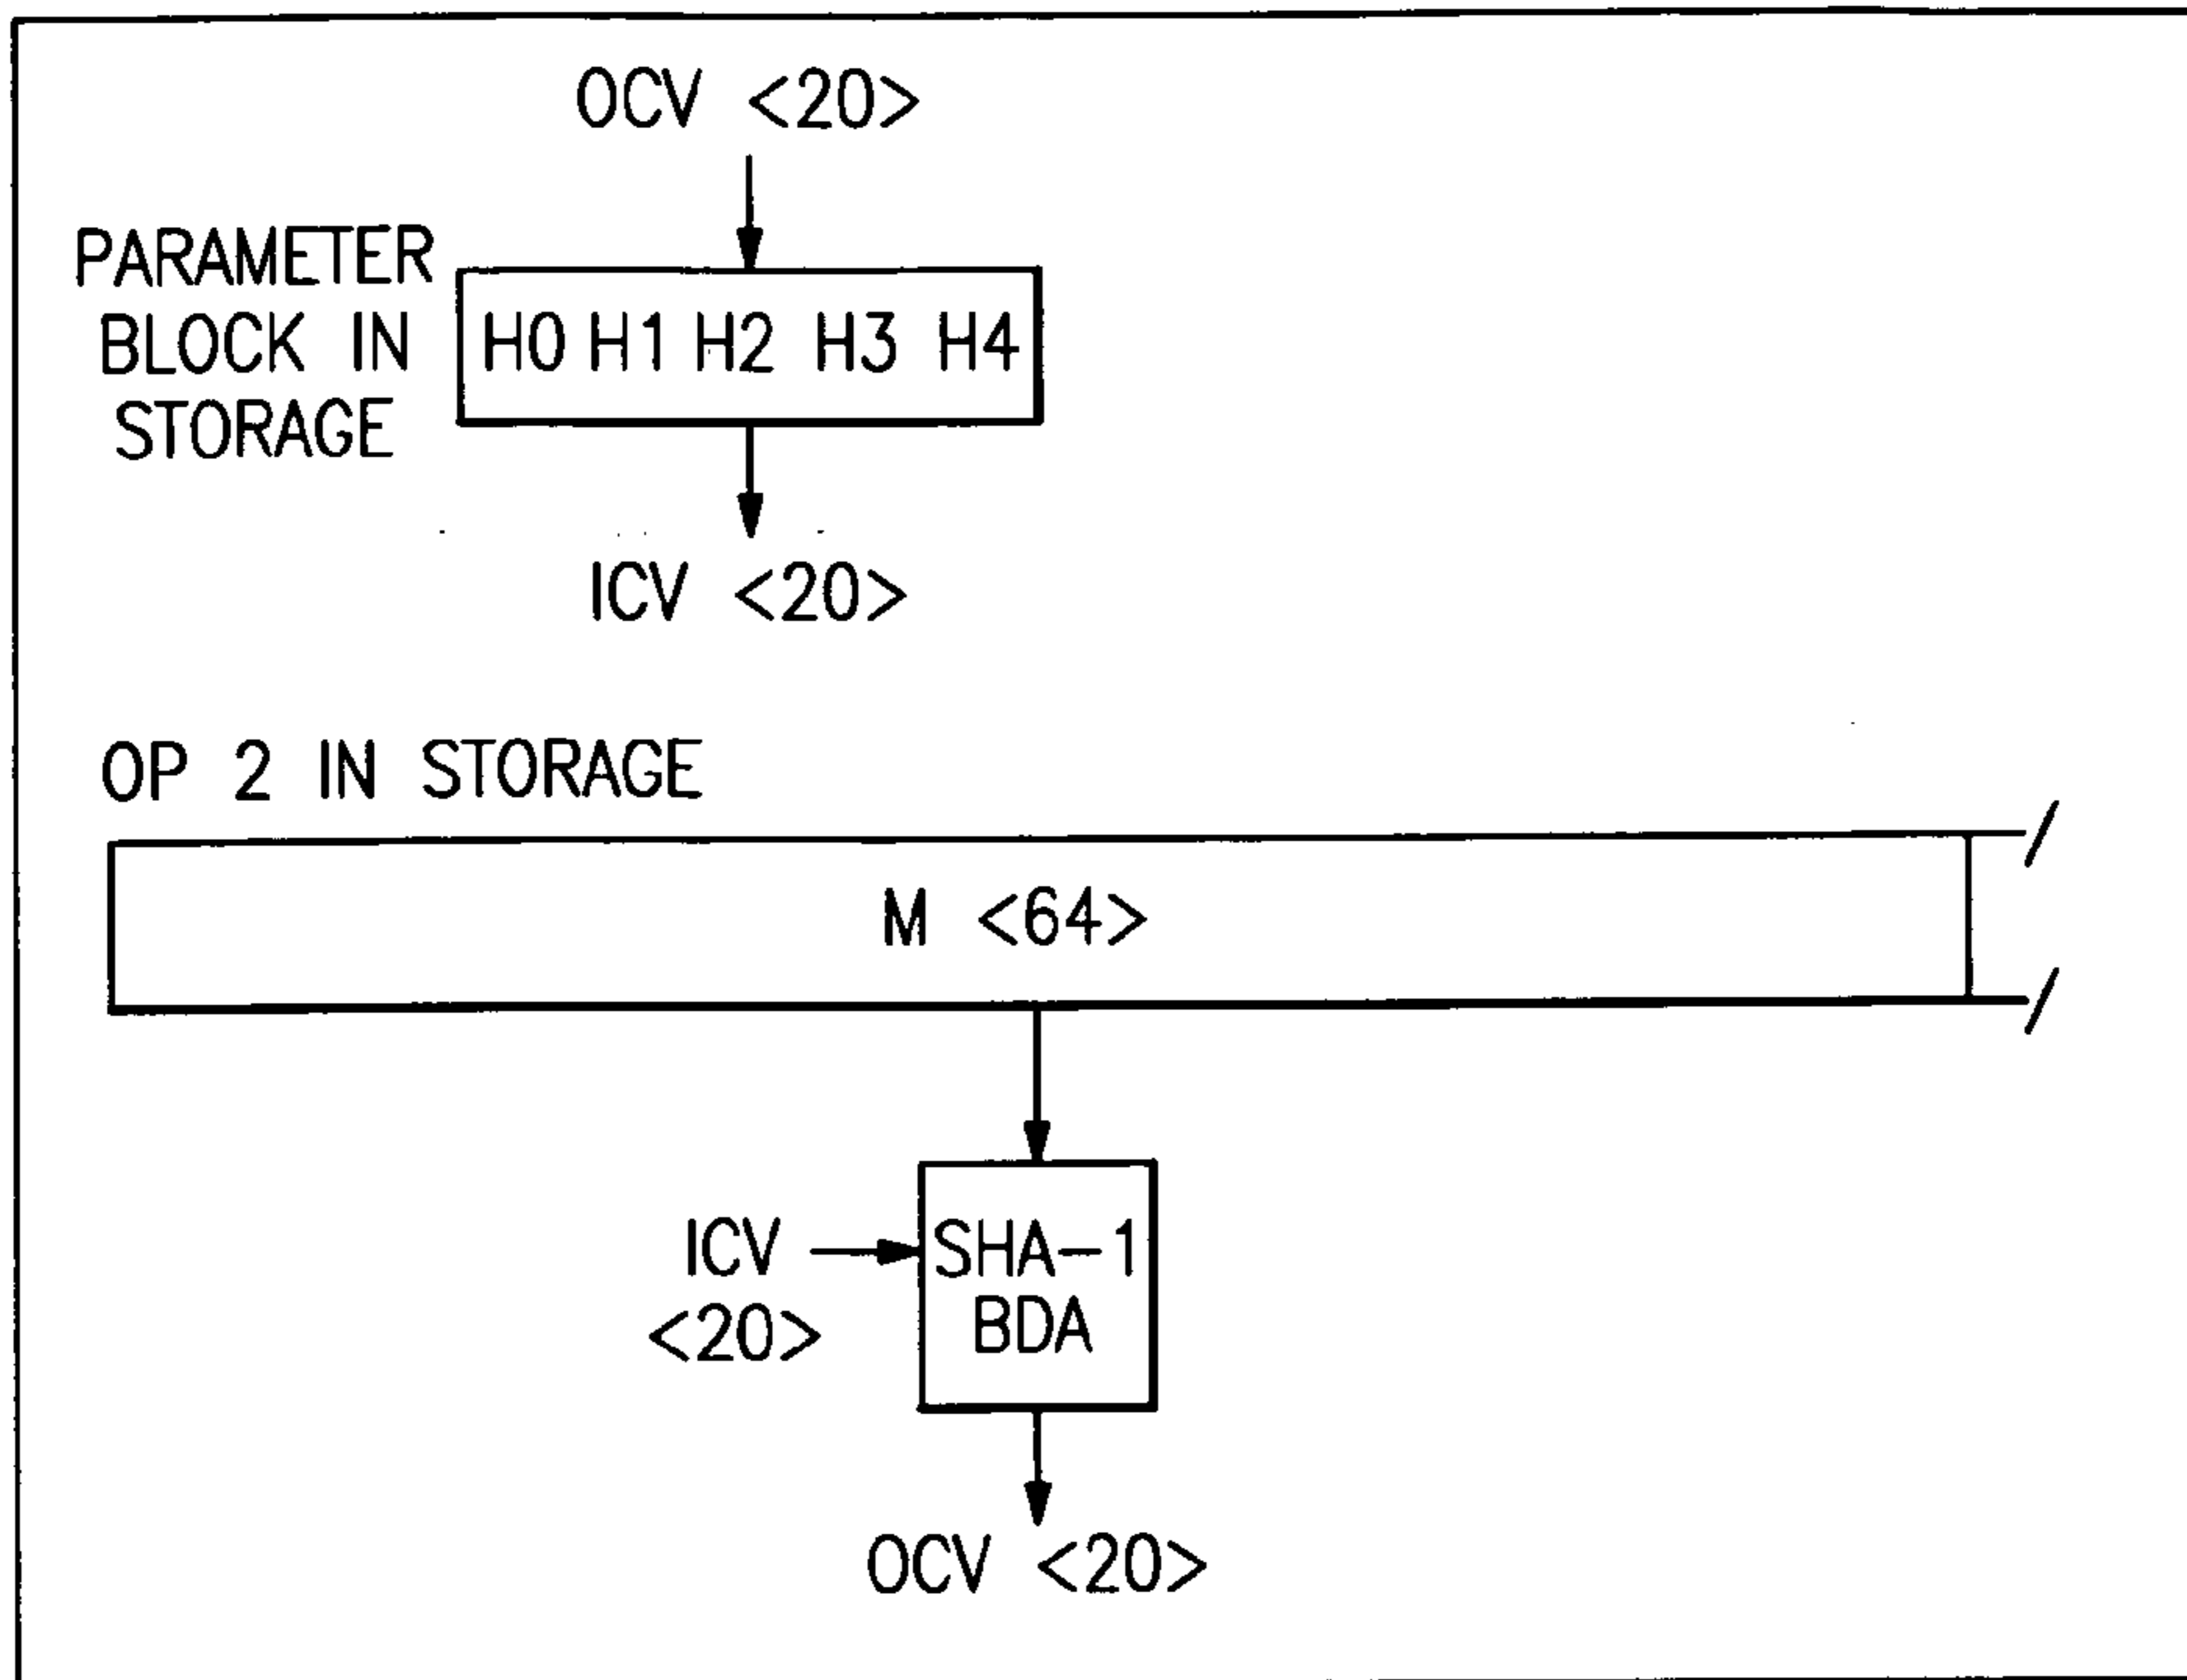 OCV <20>
PARAMETER
BLOCK IN
STORAGE
H0 H1 H2 H3 H4
ICV <20>
OP 2 IN STORAGE
M <64>
ICV
<20>
SHA-1
BDA
OCV <20>